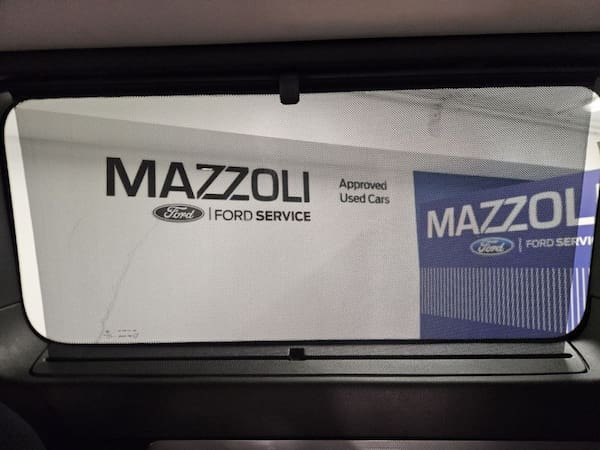 MAZZOLI
Ford | FORD SERVICE
Approved
Used Cars
MAZZOL
Ford | FORD SERVI